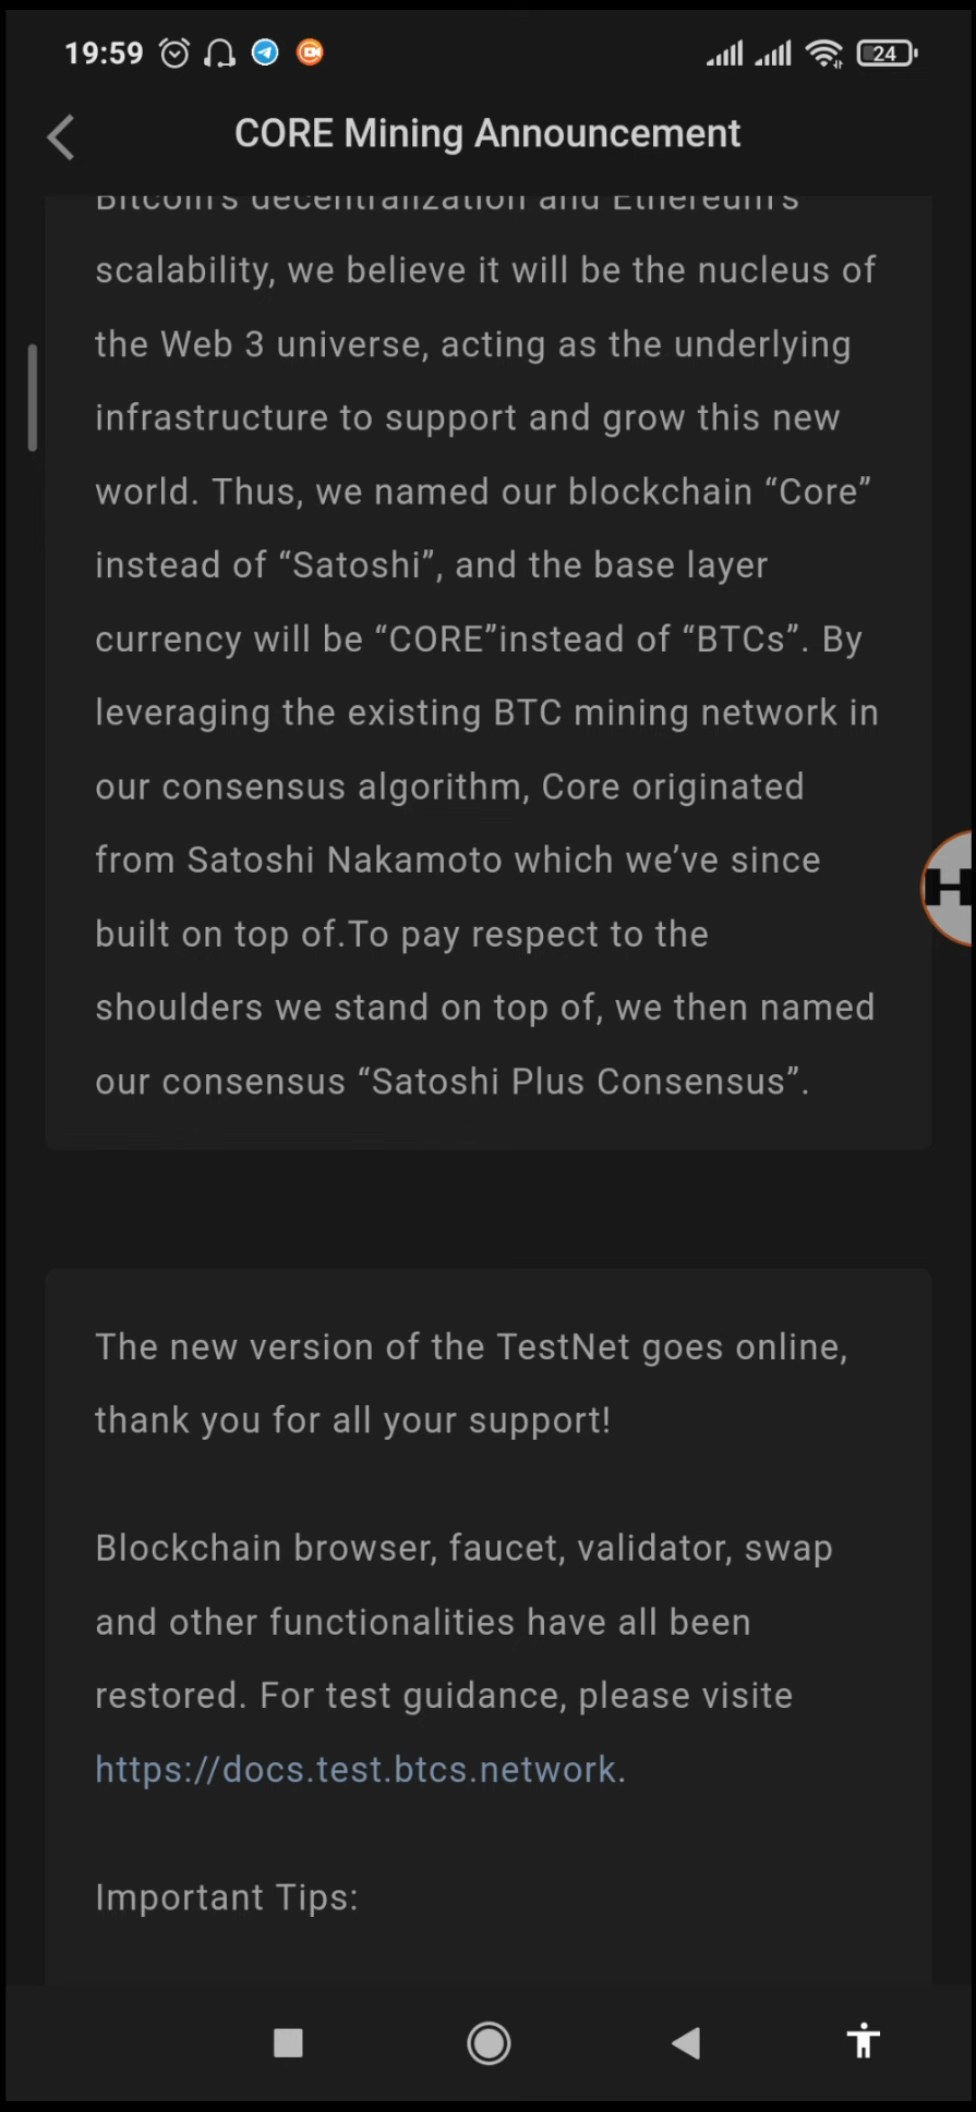 19:59
24
CORE Mining Announcement
Bitcoin's decentralization and Ethereum's
scalability, we believe it will be the nucleus of
the Web 3 universe, acting as the underlying
infrastructure to support and grow this new
world. Thus, we named our blockchain “Core”
instead of “Satoshi”, and the base layer
currency will be “CORE”instead of “BTCs”. By
leveraging the existing BTC mining network in
our consensus algorithm, Core originated
from Satoshi Nakamoto which we’ve since
built on top of.To pay respect to the
shoulders we stand on top of, we then named
our consensus “Satoshi Plus Consensus”.
H
The new version of the TestNet goes online,
thank you for all your support!
Blockchain browser, faucet, validator, swap
and other functionalities have all been
restored. For test guidance, please visite
https://docs.test.btcs.network.
Important Tips: